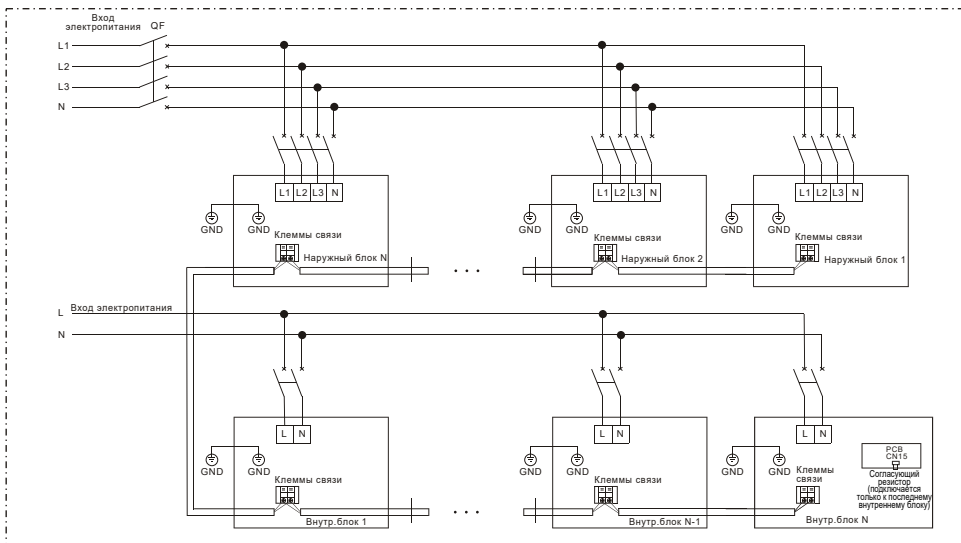 Вход
электропитания QF
L1
L2
L3
N
L1 L2 L3 N
L1 L2 L3 N
L1 L2 L3 N
GND GND
Клеммы связи
Наружный блок N
GND GND
Клеммы связи
Наружный блок 2
GND GND
Клеммы связи
Наружный блок 1
. . .
L Вход электропитания
N
L N
L N
L N
GND GND
Клеммы связи
Внутр.блок 1
. . .
GND GND
Клеммы связи
Внутр.блок N-1
GND GND
Клеммы
связи
Внутр.блок N
PCB
CN15
Согласующий
резистор
(подключается
только к последнему
внутреннему блоку)